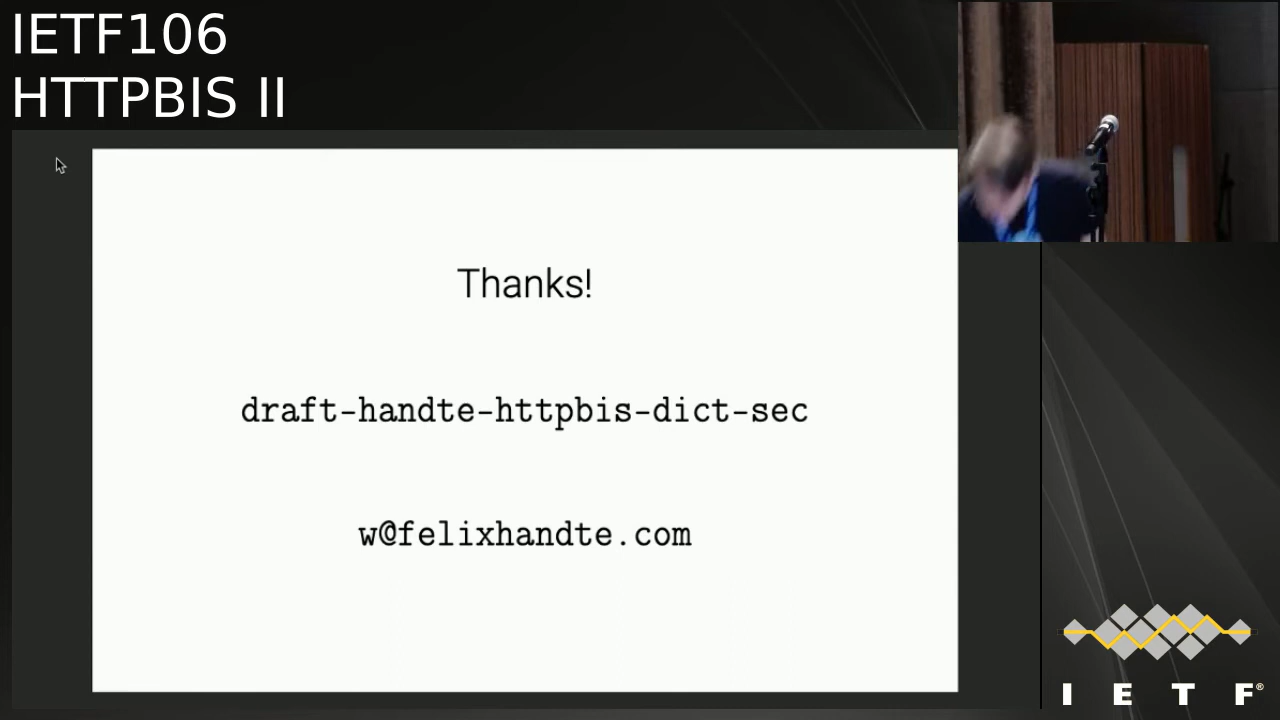 IETF106
HTTPBIS II
Thanks!
draft-handte-httpbis-dict-sec
w@felixhandte.com
I E T F®